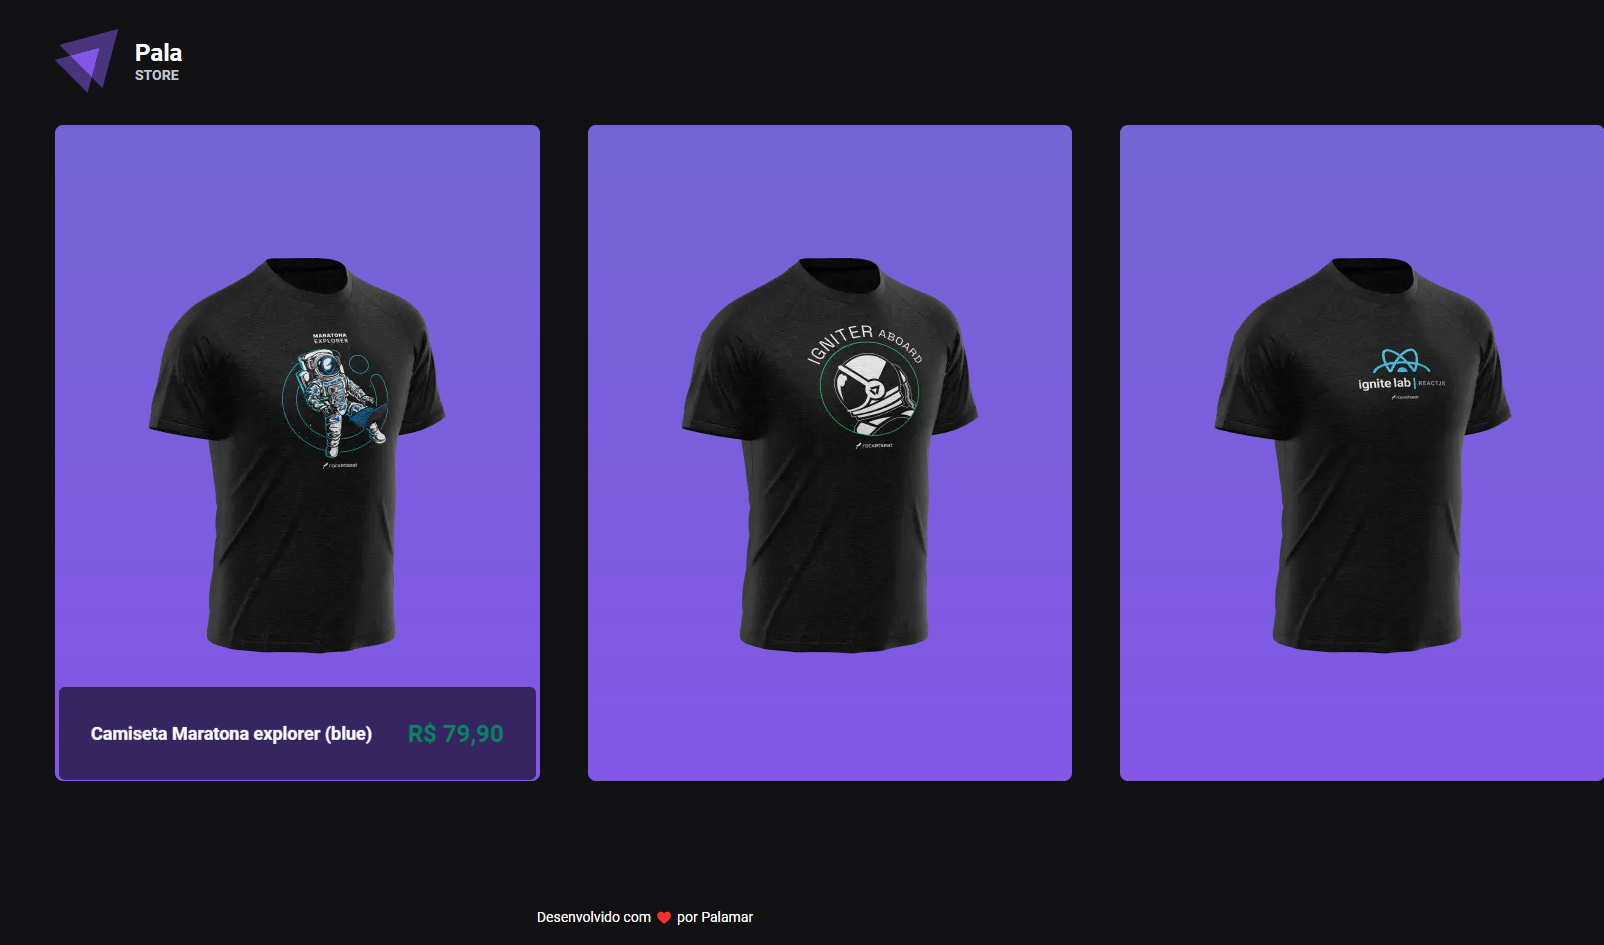 Pala
STORE
MARATONA
EXPLORER
rocketseat
IGNITER ABOARD
rocketseat
ignite lab | REACTJS
rocketseat
Camiseta Maratona explorer (blue) R$ 79,90
Desenvolvido com ❤️ por Palamar